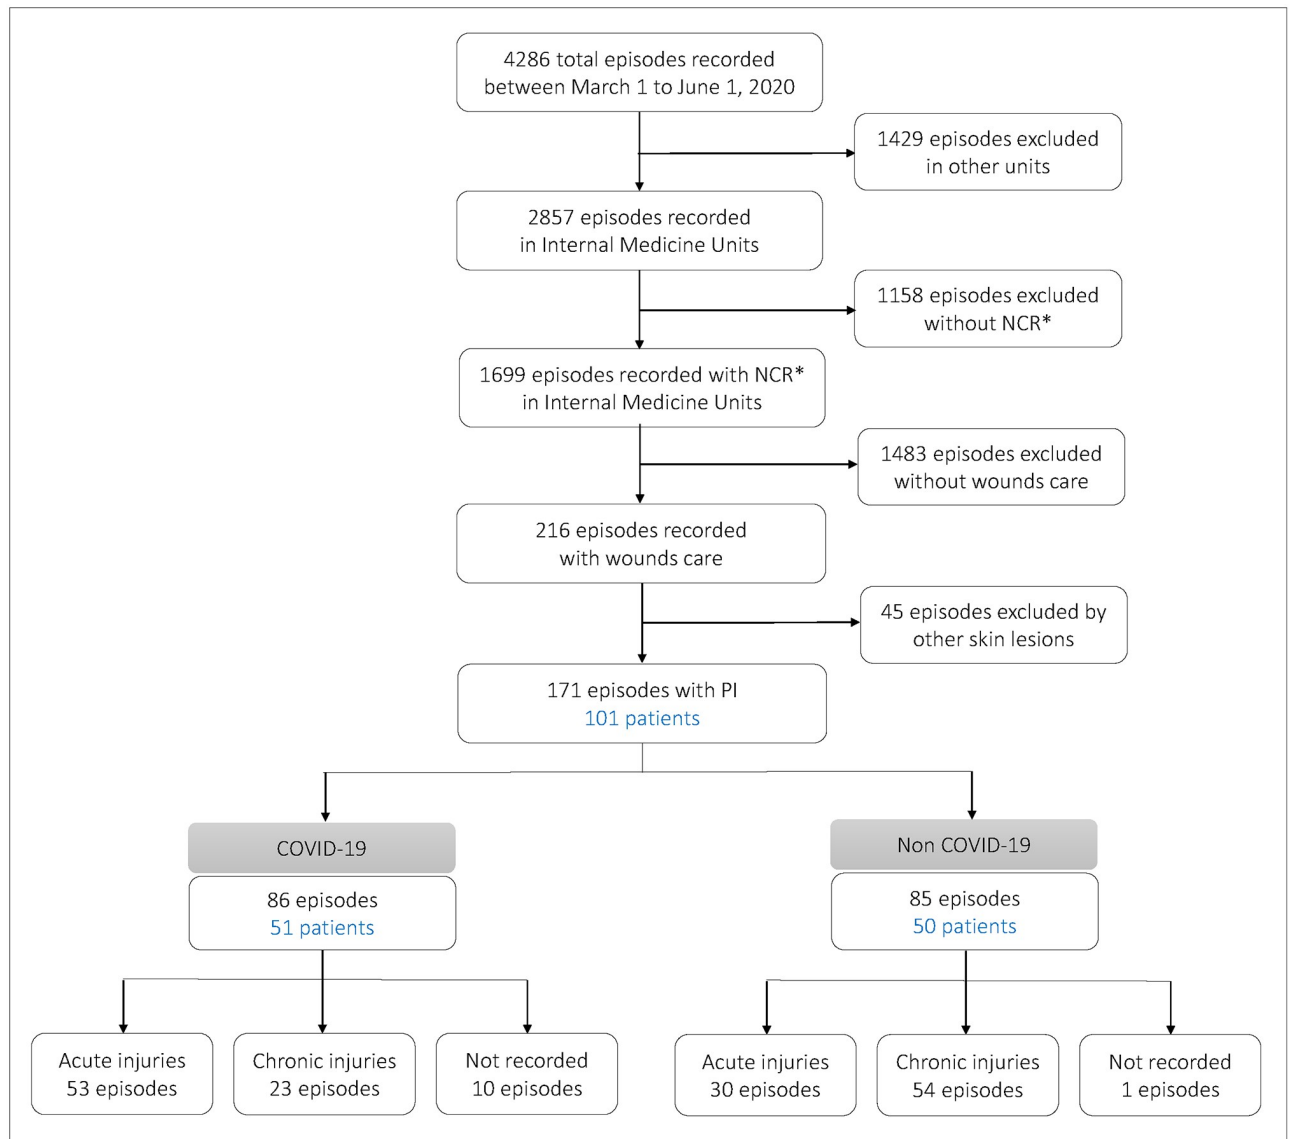 4286 total episodes recorded
between March 1 to June 1, 2020
1429 episodes excluded
in other units
2857 episodes recorded
in Internal Medicine Units
1158 episodes excluded
without NCR*
1699 episodes recorded with NCR*
in Internal Medicine Units
1483 episodes excluded
without wounds care
216 episodes recorded
with wounds care
45 episodes excluded by
other skin lesions
171 episodes with PI
101 patients
COVID-19
86 episodes
51 patients
Non COVID-19
85 episodes
50 patients
Acute injuries
53 episodes
Chronic injuries
23 episodes
Not recorded
10 episodes
Acute injuries
30 episodes
Chronic injuries
54 episodes
Not recorded
1 episodes